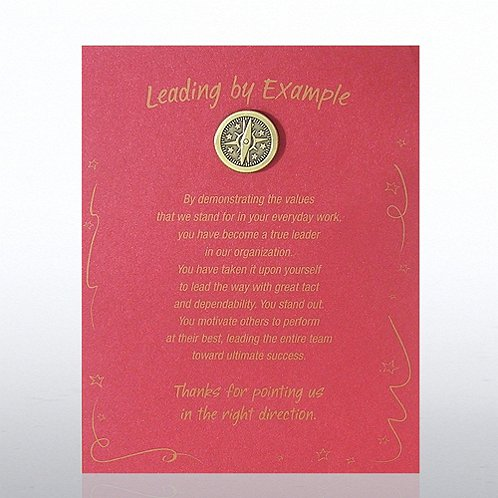 Leading by Example
By demonstrating the values
that we stand for in your everyday work,
you have become a true leader
in our organization.
You have taken it upon yourself
to lead the way with great tact
and dependability. You stand out.
You motivate others to perform
at their best, leading the entire team
toward ultimate success.
Thanks for pointing us
in the right direction.